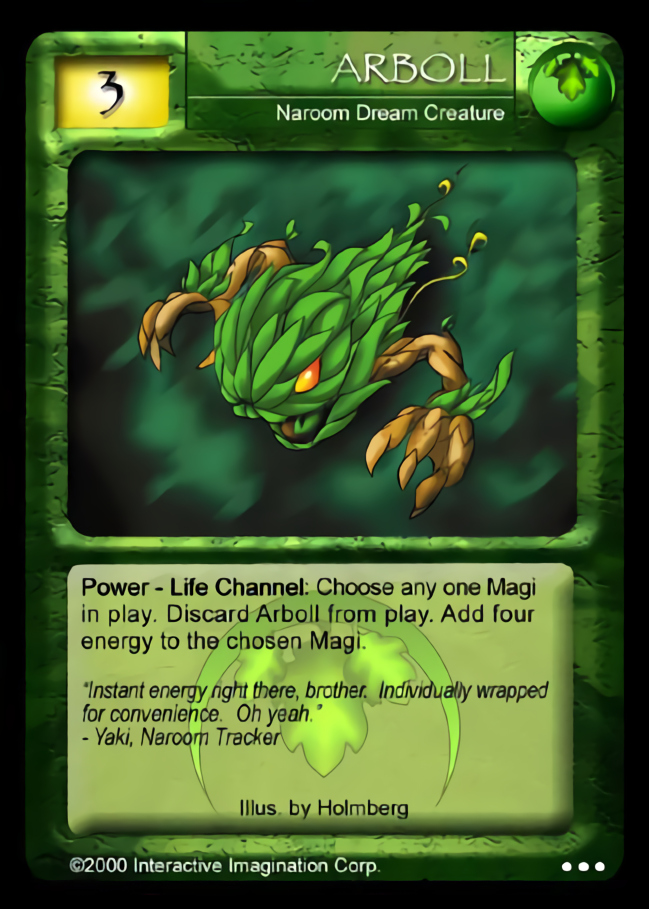 3
ARBOLL
Naroom Dream Creature
Power - Life Channel: Choose any one Magi
in play. Discard Arboll from play. Add four
energy to the chosen Magi.
"Instant energy right there, brother. Individually wrapped
for convenience. Oh yeah."
- Yaki, Naroom Tracker
Illus. by Holmberg
©2000 Interactive Imagination Corp.